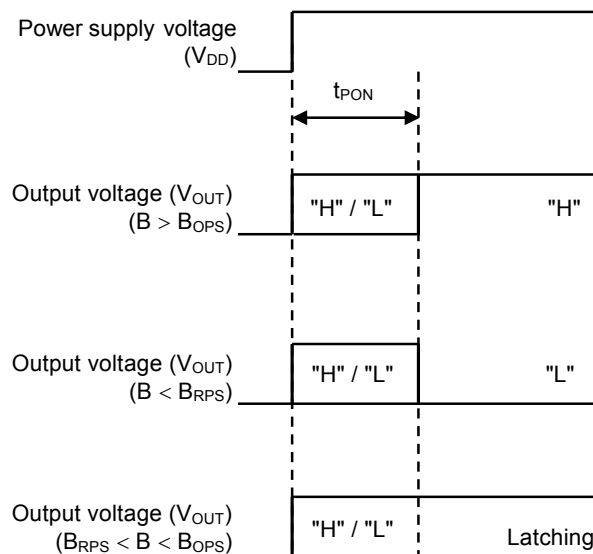 Power supply voltage
(VDD)
tPON
Output voltage (VOUT)
(B > BOPS)
"H" / "L"
"H"
Output voltage (VOUT)
(B < BRPS)
"H" / "L"
"L"
Output voltage (VOUT)
(BRPS < B < BOPS)
"H" / "L"
Latching